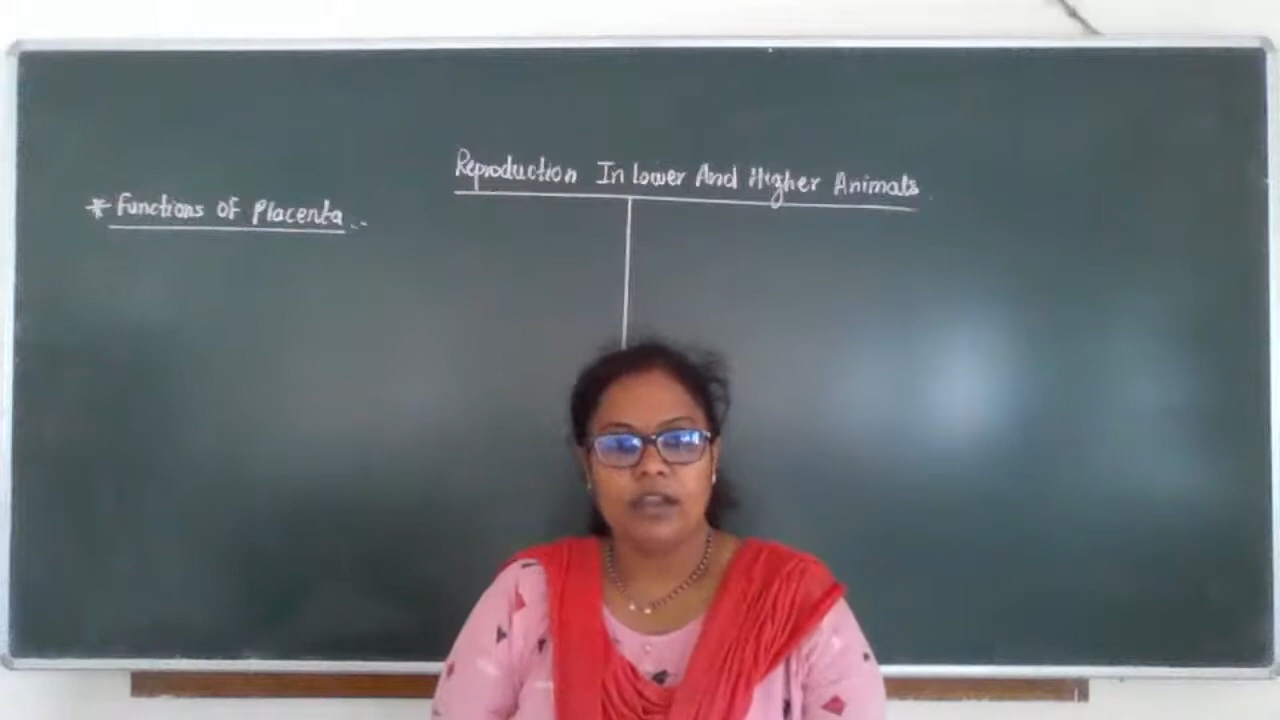 Reproduction In Lower And Higher Animals
* Functions Of Placenta :-